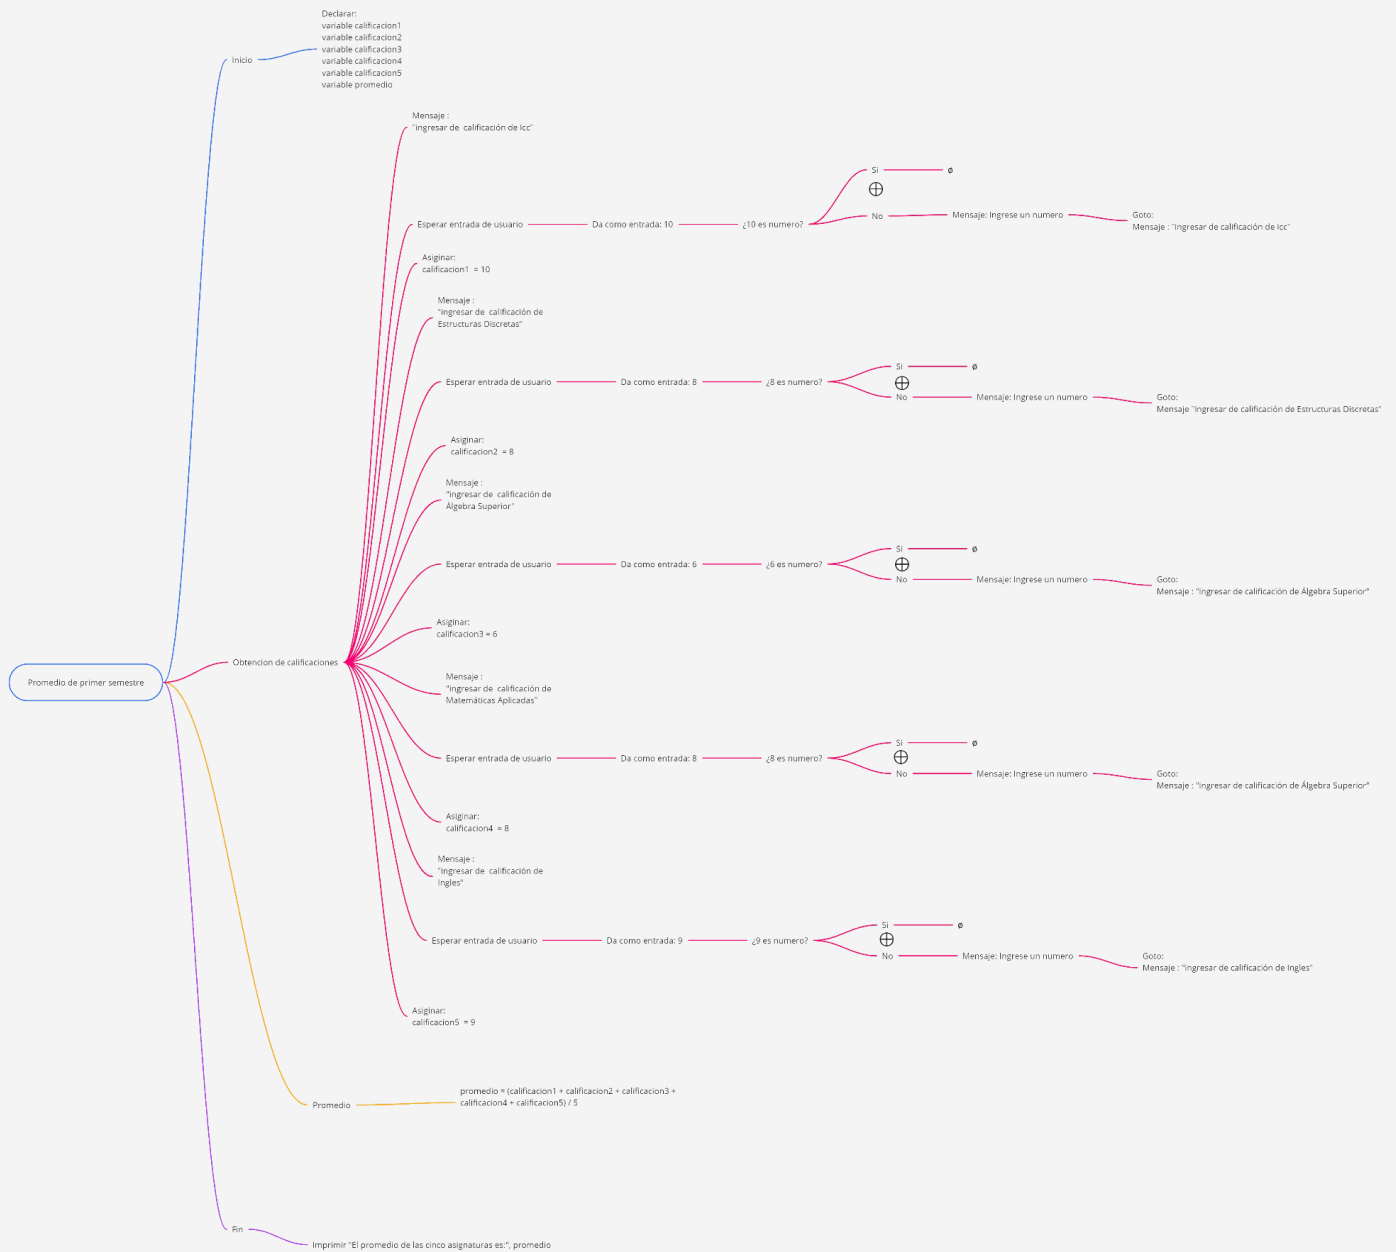 Declarar:
variable calificacion1
variable calificacion2
variable calificacion3
variable calificacion4
variable calificacion5
variable promedio
Inicio
Mensaje :
"ingresar de calificación de Icc"
Esperar entrada de usuario
Da como entrada: 10
¿10 es numero?
Si
ø
No
Mensaje: Ingrese un numero
Goto:
Mensaje : "ingresar de calificación de Icc"
Asiginar:
calificacion1 = 10
Mensaje :
"ingresar de calificación de
Estructuras Discretas"
Esperar entrada de usuario
Da como entrada: 8
¿8 es numero?
Si
ø
No
Mensaje: Ingrese un numero
Goto:
Mensaje "ingresar de calificación de Estructuras Discretas"
Asiginar:
calificacion2 = 8
Mensaje :
"ingresar de calificación de
Álgebra Superior"
Esperar entrada de usuario
Da como entrada: 6
¿6 es numero?
Si
ø
No
Mensaje: Ingrese un numero
Goto:
Mensaje : "ingresar de calificación de Álgebra Superior"
Asiginar:
calificacion3 = 6
Obtencion de calificaciones
Promedio de primer semestre
Mensaje :
"ingresar de calificación de
Matemáticas Aplicadas"
Esperar entrada de usuario
Da como entrada: 8
¿8 es numero?
Si
ø
No
Mensaje: Ingrese un numero
Goto:
Mensaje : "ingresar de calificación de Álgebra Superior"
Asiginar:
calificacion4 = 8
Mensaje :
"ingresar de calificación de
Ingles"
Esperar entrada de usuario
Da como entrada: 9
¿9 es numero?
Si
ø
No
Mensaje: Ingrese un numero
Goto:
Mensaje : "ingresar de calificación de Ingles"
Asiginar:
calificacion5 = 9
Promedio
promedio = (calificacion1 + calificacion2 + calificacion3 +
calificacion4 + calificacion5) / 5
Fin
Imprimir "El promedio de las cinco asignaturas es:", promedio